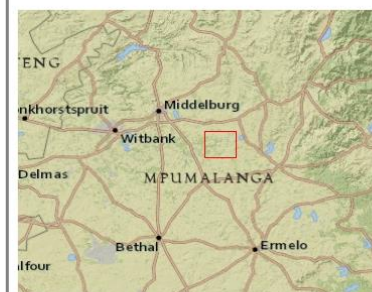 TENG
Middelburg
nkhorstspruit
Witbank
Delmas
MPUMALANGA
Bethal
Ermelo
lfour